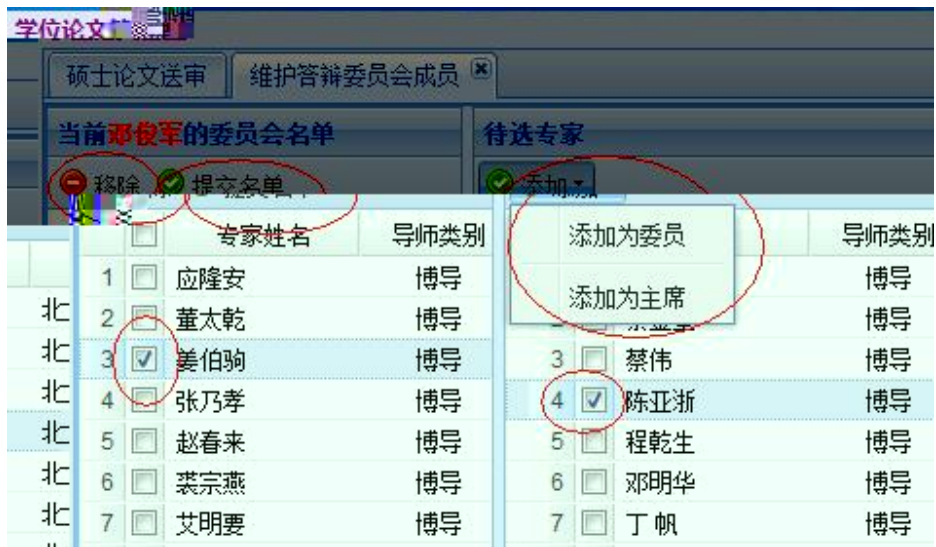 学位论文
硕士论文送审 维护答辩委员会成员
当前邓俊军的委员会名单 待选专家
移除 提交名单 添加
专家姓名 导师类别 导师类别
添加为委员
添加为主席
1 应隆安 博导 博导
北 2 董太乾 博导 博导
北 3 姜伯驹 博导 3 蔡伟 博导
北 4 张乃孝 博导 4 陈亚浙 博导
北 5 赵春来 博导 5 程乾生 博导
北 6 裘宗燕 博导 6 邓明华 博导
北 7 艾明要 博导 7 丁帆 博导